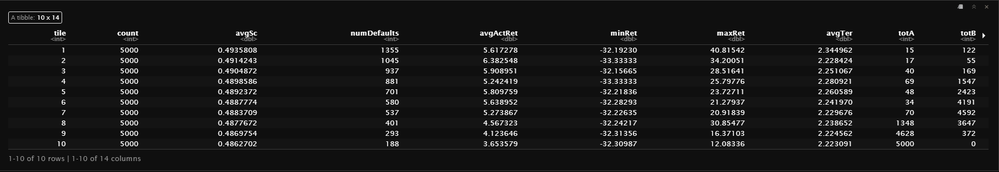 A tibble: 10 x 14
tile count avgSc numDefaults avgActRet minRet maxRet avgTer totA totB
<int> <int> <dbl> <int> <dbl> <dbl> <dbl> <dbl> <int> <int>
1 5000 0.4935808 1355 5.617278 -32.19230 40.81542 2.344962 15 122
2 5000 0.4914243 1045 6.382548 -33.33333 34.20051 2.228424 17 55
3 5000 0.4904872 937 5.908951 -32.15665 28.51641 2.251067 40 169
4 5000 0.4898586 881 5.242419 -33.33333 25.79776 2.280921 69 1547
5 5000 0.4892372 701 5.809759 -32.21836 23.72711 2.260589 48 2423
6 5000 0.4887774 580 5.638952 -32.28293 21.27937 2.241970 34 4191
7 5000 0.4883709 537 5.273867 -32.22635 20.91839 2.229676 70 4592
8 5000 0.4877672 401 4.567323 -32.24217 30.85477 2.238652 1348 3647
9 5000 0.4869754 293 4.123646 -32.31356 16.37103 2.224562 4628 372
10 5000 0.4862702 188 3.653579 -32.30987 12.08336 2.223091 5000 0
1-10 of 10 rows | 1-10 of 14 columns